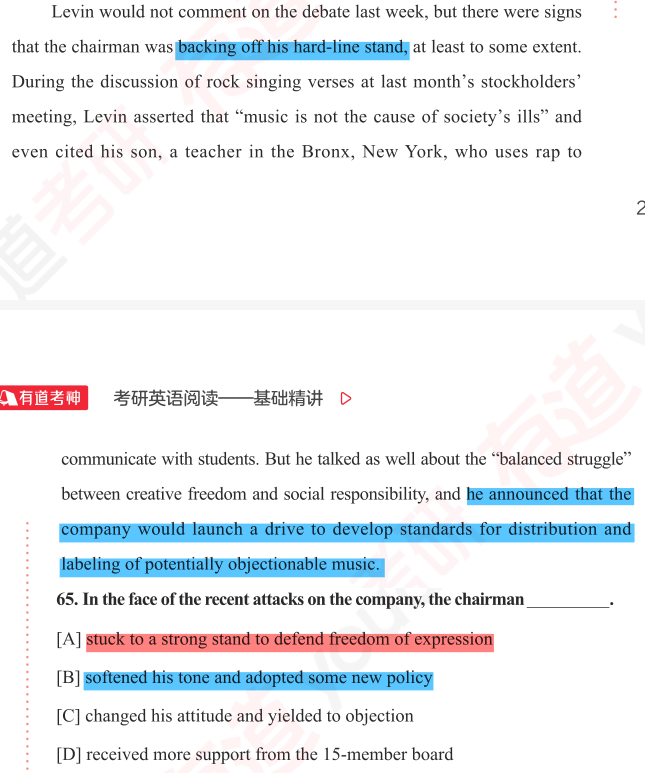 Levin would not comment on the debate last week, but there were signs
that the chairman was backing off his hard-line stand, at least to some extent.
During the discussion of rock singing verses at last month’s stockholders’
meeting, Levin asserted that “music is not the cause of society’s ills” and
even cited his son, a teacher in the Bronx, New York, who uses rap to
2
有道考神 考研英语阅读——基础精讲
communicate with students. But he talked as well about the “balanced struggle”
between creative freedom and social responsibility, and he announced that the
company would launch a drive to develop standards for distribution and
labeling of potentially objectionable music.
65. In the face of the recent attacks on the company, the chairman __________.
[A] stuck to a strong stand to defend freedom of expression
[B] softened his tone and adopted some new policy
[C] changed his attitude and yielded to objection
[D] received more support from the 15-member board